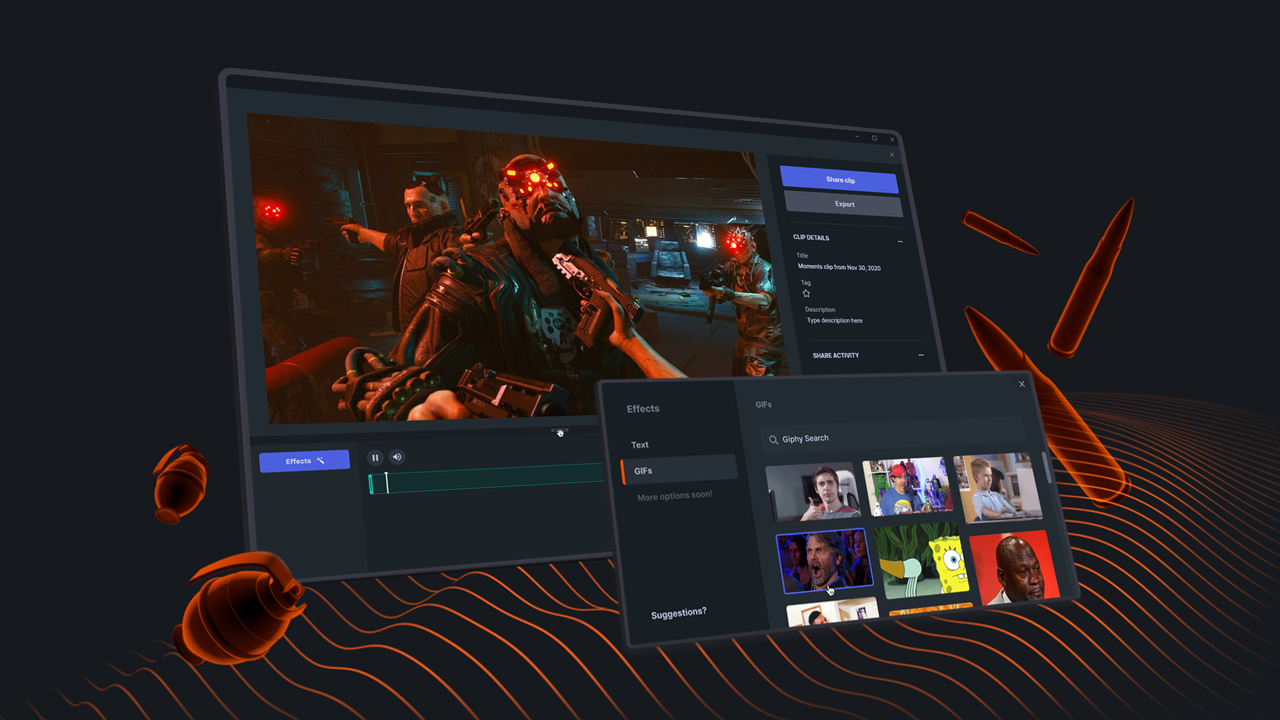 Share clip
Export
CLIP DETAILS
Title
Moments clip from Nov 30, 2020
Tag
Description
Type description here
SHARE ACTIVITY
Effects
Effects
Text
GIFs
More options soon!
Suggestions?
GIFs
Giphy Search